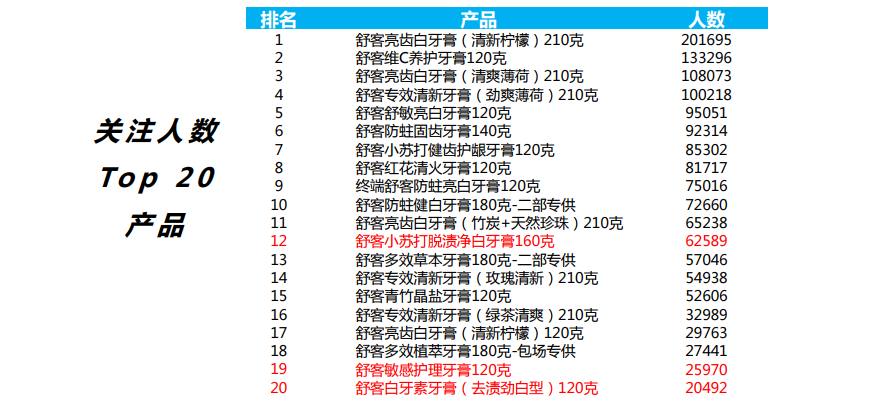 关注人数
Top 20
产品
排名 产品 人数
1 舒客亮齿白牙膏（清新柠檬）210克 201695
2 舒客维C养护牙膏120克 133296
3 舒客亮齿白牙膏（清爽薄荷）210克 108073
4 舒客专效清新牙膏（劲爽薄荷）210克 100218
5 舒客舒敏亮白牙膏120克 95051
6 舒客防蛀固齿牙膏140克 92314
7 舒客小苏打健齿护龈牙膏120克 85302
8 舒客红花清火牙膏120克 81717
9 终端舒客防蛀亮白牙膏120克 75016
10 舒客防蛀健白牙膏180克-二部专供 72660
11 舒客亮齿白牙膏（竹炭+天然珍珠）210克 65238
12 舒客小苏打脱渍净白牙膏160克 62589
13 舒客多效草本牙膏180克-二部专供 57046
14 舒客专效清新牙膏（玫瑰清新）210克 54938
15 舒客青竹晶盐牙膏120克 52606
16 舒客专效清新牙膏（绿茶清爽）210克 32989
17 舒客亮齿白牙膏（清新柠檬）120克 29763
18 舒客多效植萃牙膏180克-包场专供 27441
19 舒客敏感护理牙膏120克 25970
20 舒客白牙素牙膏（去渍劲白型）120克 20492